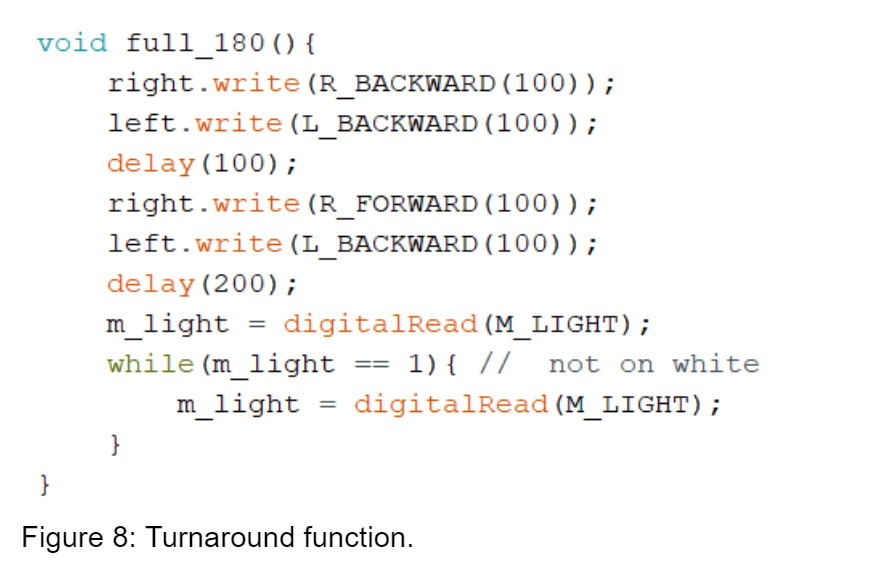 void full_180(){
right.write(R_BACKWARD(100));
left.write(L_BACKWARD(100));
delay(100);
right.write(R_FORWARD(100));
left.write(L_BACKWARD(100));
delay(200);
m_light = digitalRead(M_LIGHT);
while(m_light == 1){ // not on white
m_light = digitalRead(M_LIGHT);
}
}
Figure 8: Turnaround function.